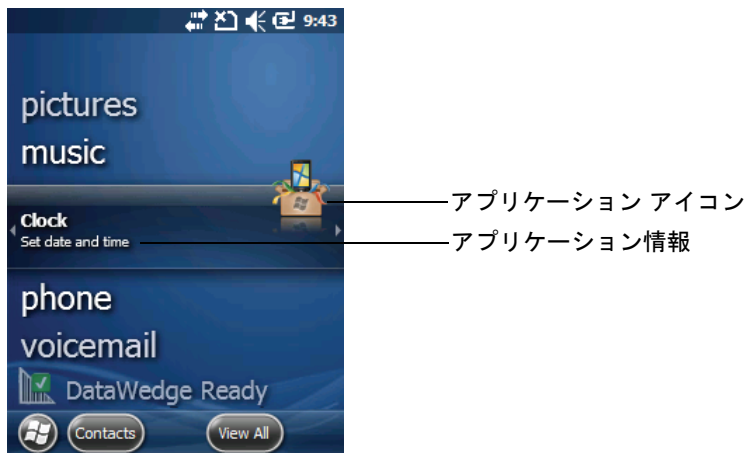 9:43
pictures
music
アプリケーション アイコン
Clock
Set date and time
アプリケーション情報
phone
voicemail
DataWedge Ready
Contacts
View All